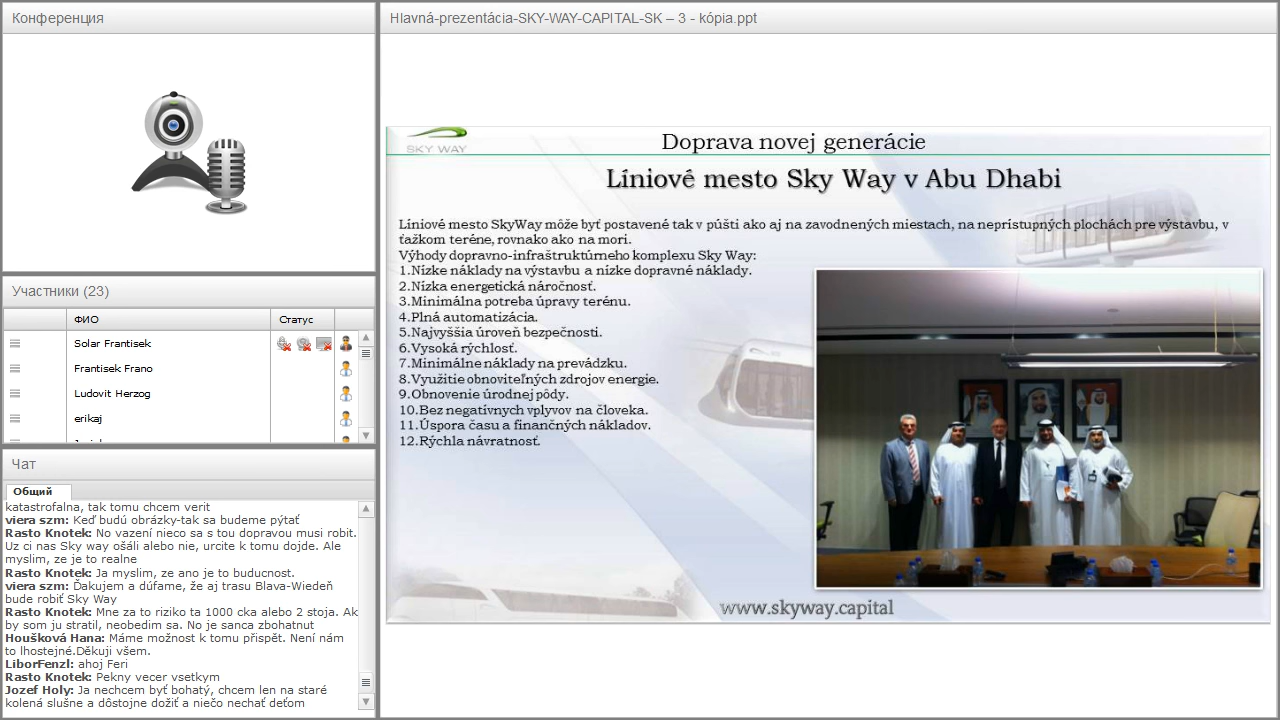 Конференция
Участники (23)
ФИО
Статус
Solar Frantisek
Frantisek Frano
Ludovit Herzog
erikaj
Чат
Общий
katastrofalna, tak tomu chcem verit
viera szm: Keď budú obrázky-tak sa budeme pýtať
Rasto Knotek: No vazení nieco sa s tou dopravou musi robit.
Uz ci nas Sky way ošáli alebo nie, urcite k tomu dojde. Ale
myslim, ze je to realne
Rasto Knotek: Ja myslim, ze ano je to buducnost.
viera szm: Ďakujem a dúfame, že aj trasu Blava-Wiedeň
bude robiť Sky Way
Rasto Knotek: Mne za to riziko ta 1000 cka alebo 2 stoja. Ak
by som ju stratil, neobesim sa. No je sanca zbohatnut
Houšková Hana: Máme možnost k tomu přispět. Není nám
to lhostejné.Děkuji všem.
LiborFenzl: ahoj Feri
Rasto Knotek: Pekny vecer vsetkym
Jozef Holy: Ja nechcem byť bohatý, chcem len na staré
kolená slušne a dôstojne dožiť a niečo nechať deťom
Hlavná-prezentácia-SKY-WAY-CAPITAL-SK – 3 - kópia.ppt
SKY WAY
Doprava novej generácie
Líniové mesto Sky Way v Abu Dhabi
Líniové mesto SkyWay môže byť postavené tak v púšti ako aj na zavodnených miestach, na neprístupných plochách pre výstavbu, v
ťažkom teréne, rovnako ako na mori.
Výhody dopravno-infraštruktúrneho komplexu Sky Way:
1.Nízke náklady na výstavbu a nízke dopravné náklady.
2.Nízka energetická náročnosť.
3.Minimálna potreba úpravy terénu.
4.Plná automatizácia.
5.Najvyššia úroveň bezpečnosti.
6.Vysoká rýchlosť.
7.Minimálne náklady na prevádzku.
8.Využitie obnoviteľných zdrojov energie.
9.Obnovenie úrodnej pôdy.
10.Bez negatívnych vplyvov na človeka.
11.Úspora času a finančných nákladov.
12.Rýchla návratnosť.
www.skyway.capital